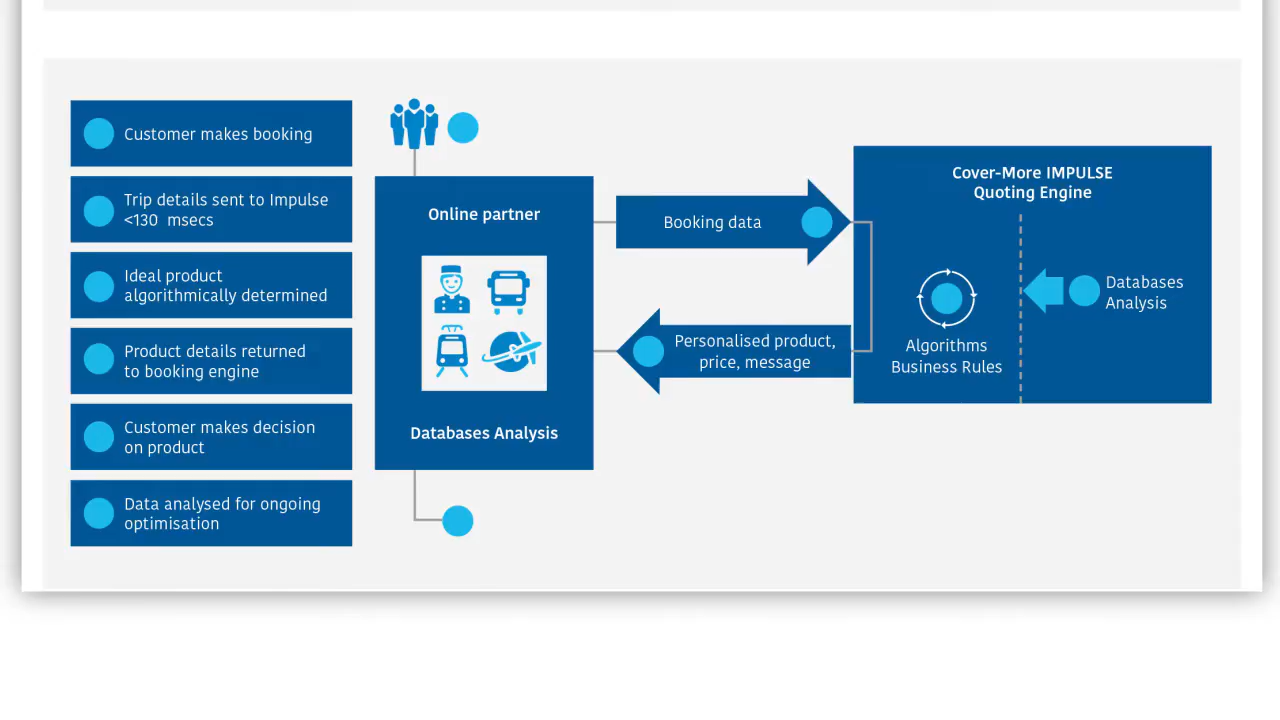 Customer makes booking
Trip details sent to Impulse
<130 msecs
Ideal product
algorithmically determined
Product details returned
to booking engine
Customer makes decision
on product
Data analysed for ongoing
optimisation
Online partner
Databases Analysis
Booking data
Personalised product,
price, message
Cover-More IMPULSE
Quoting Engine
Algorithms
Business Rules
Databases
Analysis